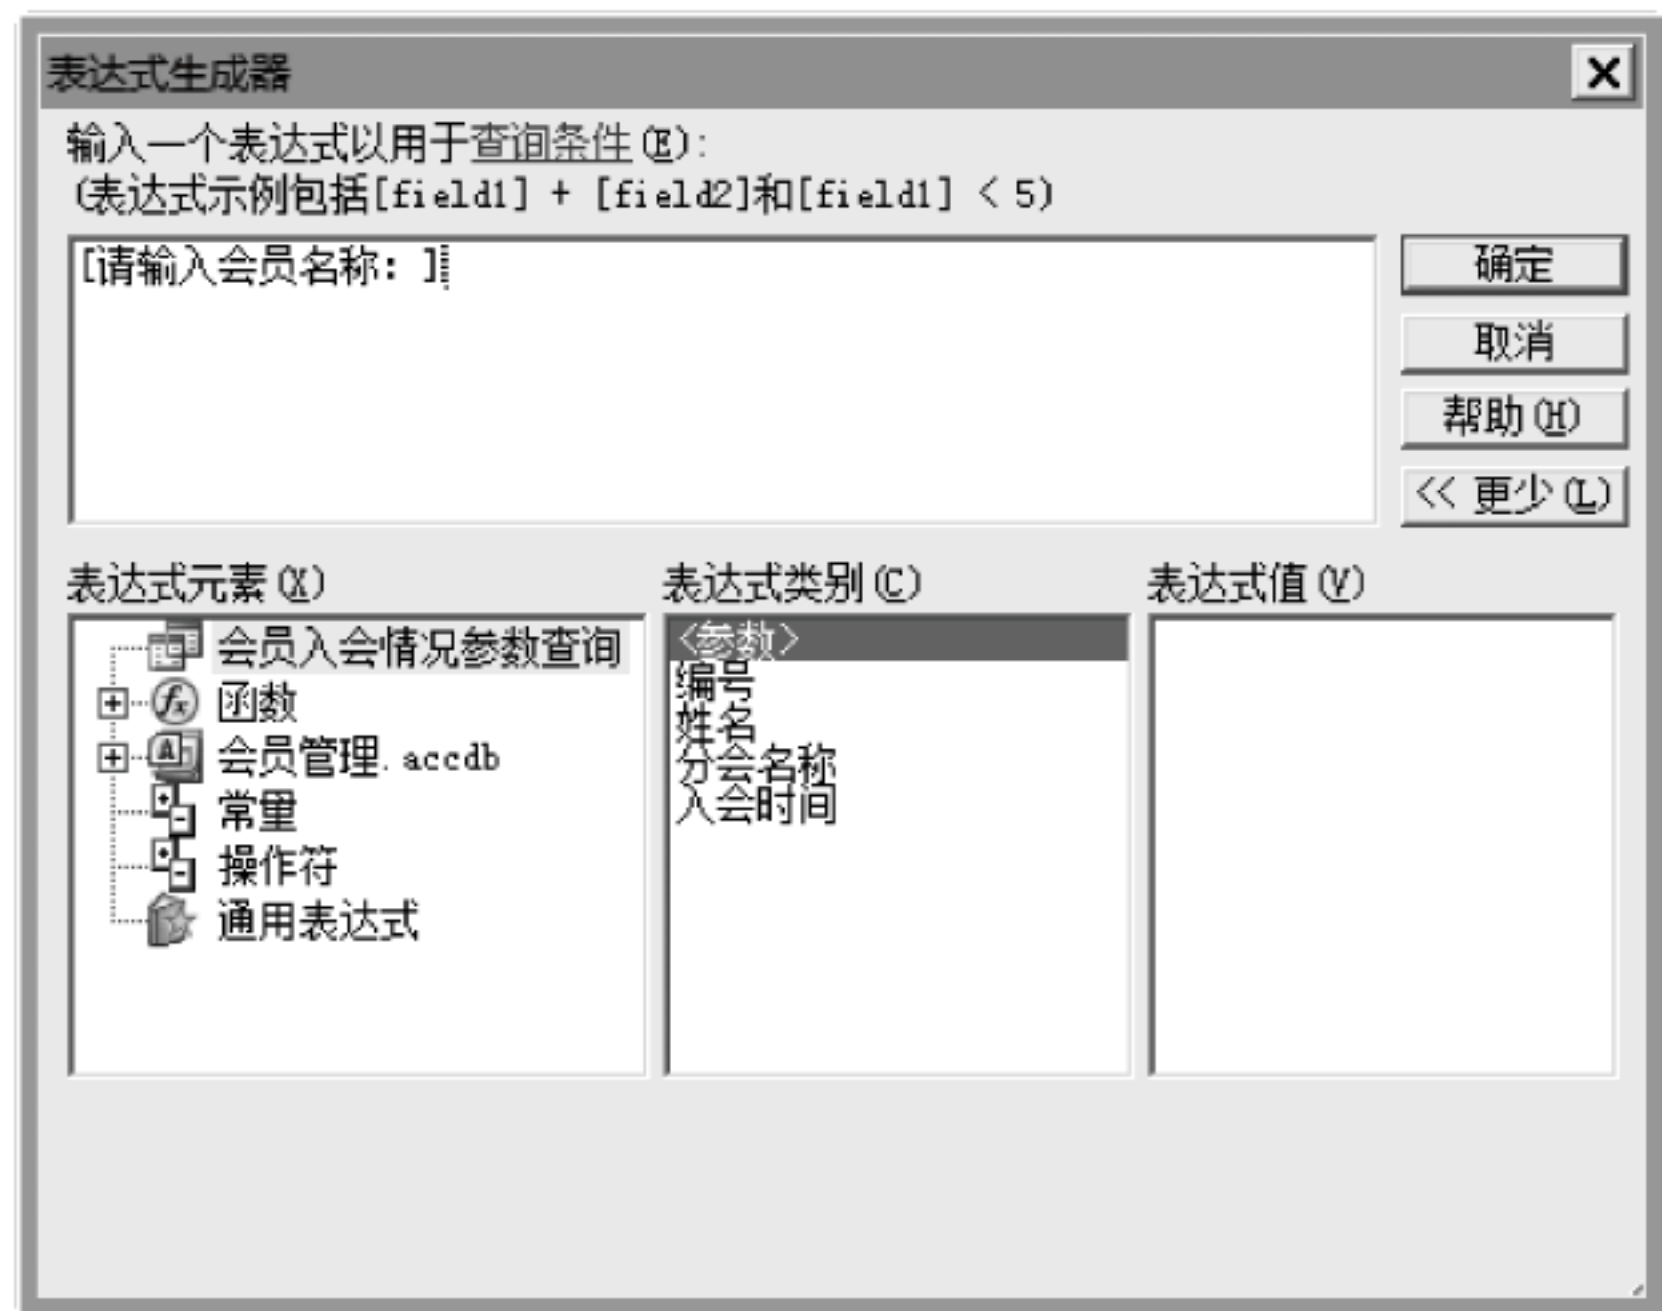 表达式生成器
输入一个表达式以用于查询条件(E):
(表达式示例包括[field1] + [field2]和[field1] < 5)
[请输入会员名称: ]
确定
取消
帮助(H)
<< 更少(L)
表达式元素(X)
会员入会情况参数查询
函数
会员管理.accdb
常量
操作符
通用表达式
表达式类别(C)
<参数>
编号
姓名
分会名称
入会时间
表达式值(V)